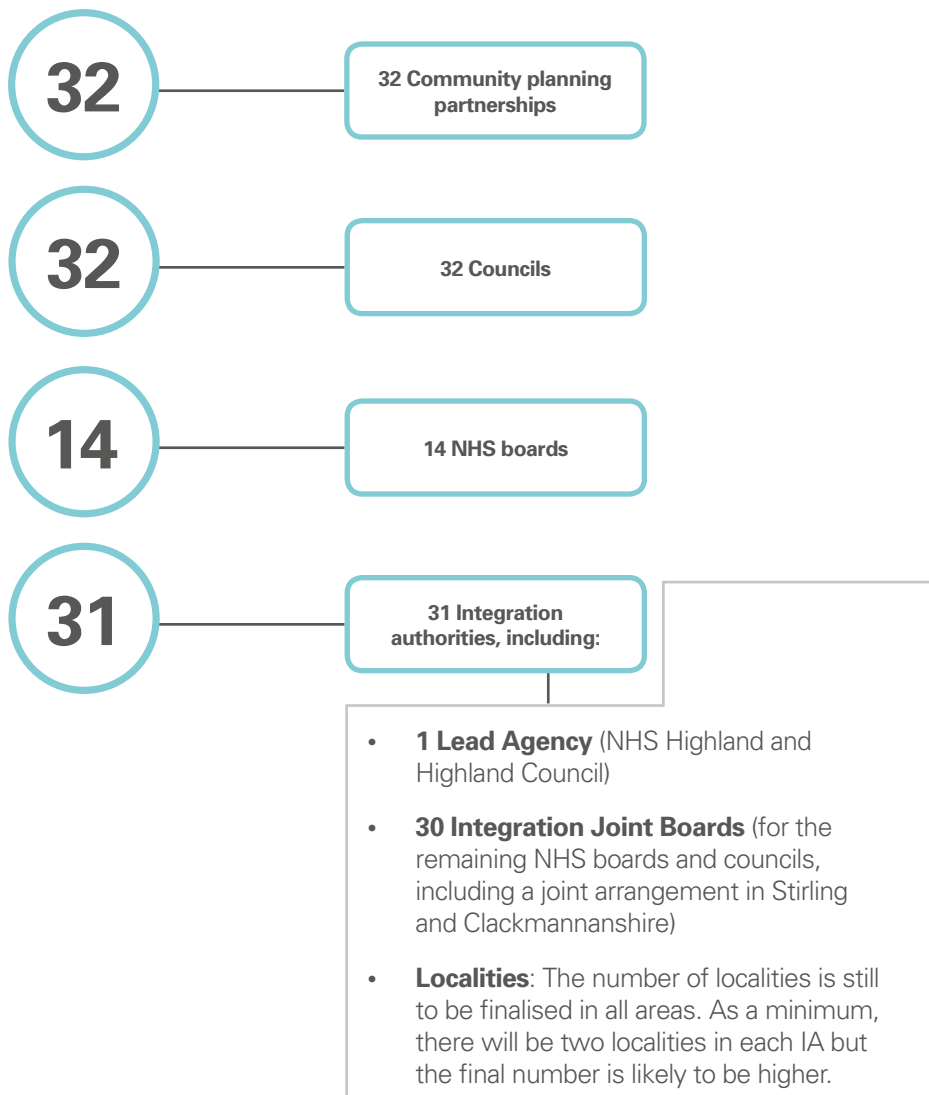 32
32 Community planning
partnerships
32
32 Councils
14
14 NHS boards
31
31 Integration
authorities, including:
• 1 Lead Agency (NHS Highland and
Highland Council)
• 30 Integration Joint Boards (for the
remaining NHS boards and councils,
including a joint arrangement in Stirling
and Clackmannanshire)
• Localities: The number of localities is still
to be finalised in all areas. As a minimum,
there will be two localities in each IA but
the final number is likely to be higher.